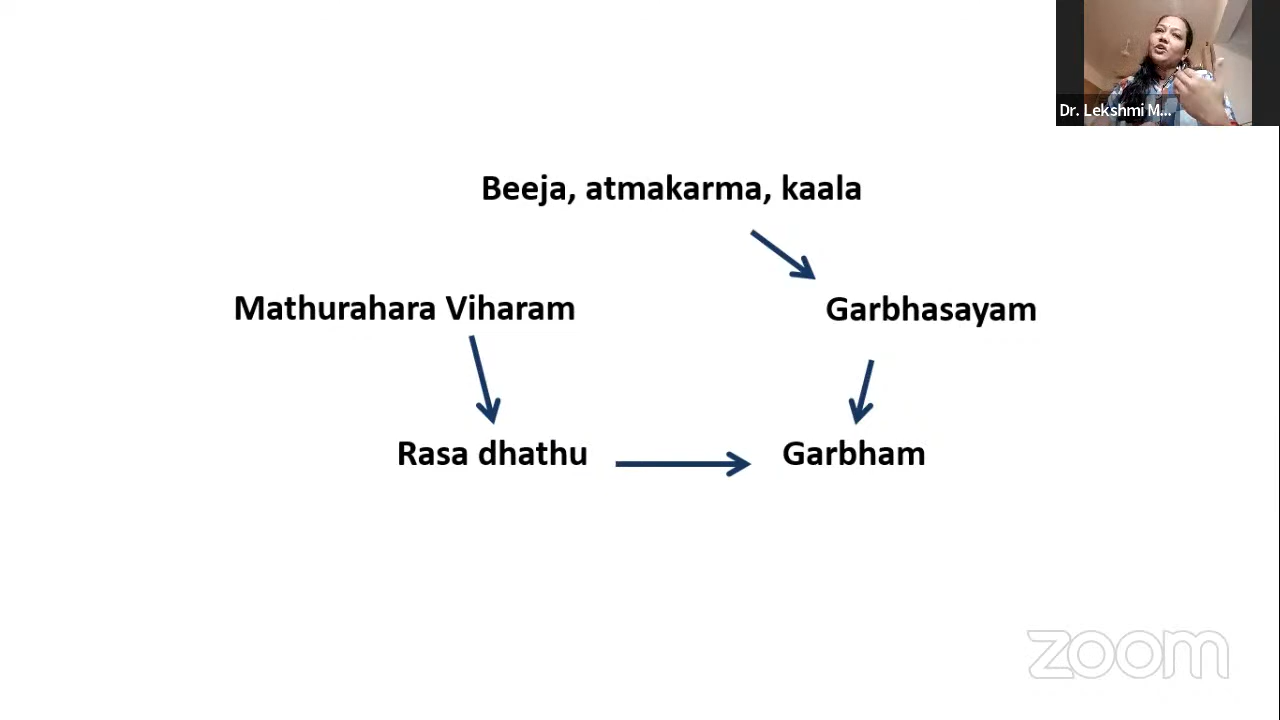 Dr. Lekshmi M...
Beeja, atmakarma, kaala
Mathurahara Viharam
Garbhasayam
Rasa dhathu
Garbham
zoom